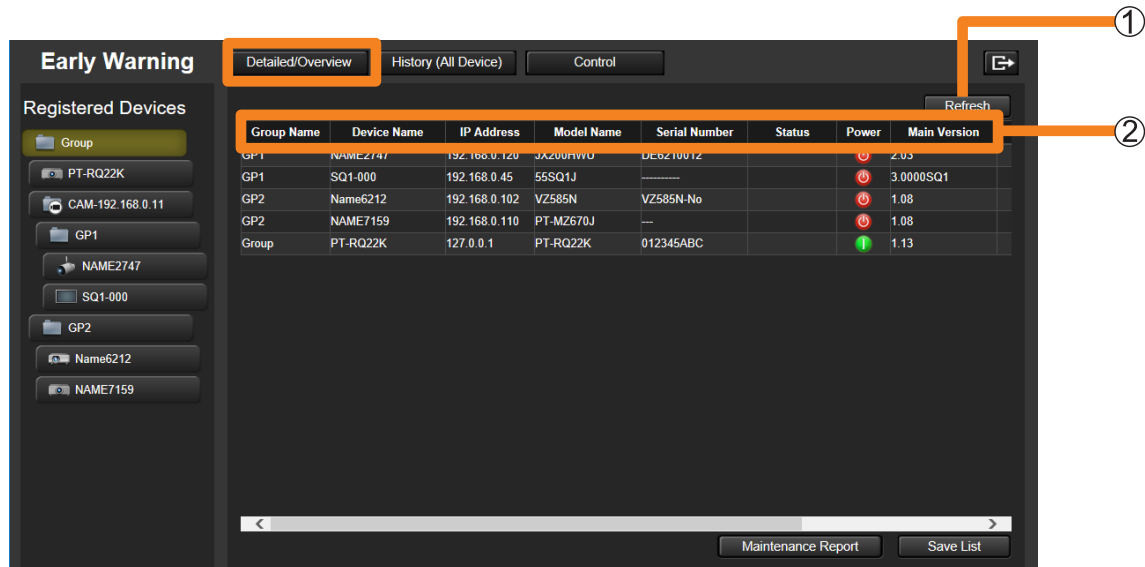 ①
Early Warning
Detailed/Overview History (All Device) Control
Registered Devices
Refresh
②
Group Name Device Name IP Address Model Name Serial Number Status Power Main Version
GP1 NAME2747 192.168.0.120 JX200HWU DE6210012 2.03
GP1 SQ1-000 192.168.0.45 55SQ1J ---------- 3.0000SQ1
GP2 Name6212 192.168.0.102 VZ585N VZ585N-No 1.08
GP2 NAME7159 192.168.0.110 PT-MZ670J --- 1.08
Group PT-RQ22K 127.0.0.1 PT-RQ22K 012345ABC 1.13
Group
PT-RQ22K
CAM-192.168.0.11
GP1
NAME2747
SQ1-000
GP2
Name6212
NAME7159
Maintenance Report Save List